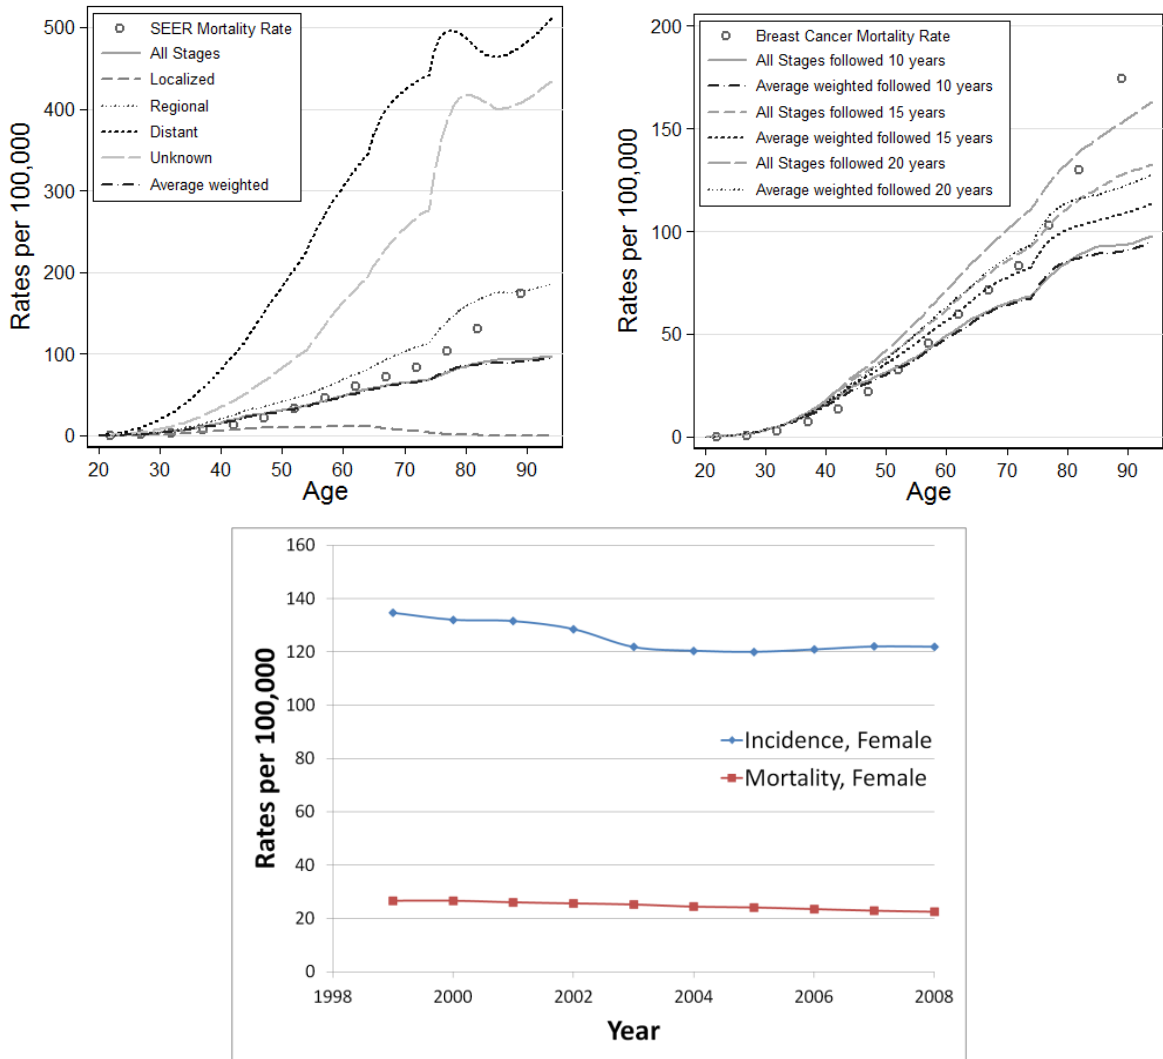 500
400
300
200
100
0
Rates per 100,000
SEER Mortality Rate
All Stages
Localized
Regional
Distant
Unknown
Average weighted
20 30 40 50 60 70 80 90
Age
200
150
100
50
0
Rates per 100,000
Breast Cancer Mortality Rate
All Stages followed 10 years
Average weighted followed 10 years
All Stages followed 15 years
Average weighted followed 15 years
All Stages followed 20 years
Average weighted followed 20 years
20 30 40 50 60 70 80 90
Age
160
140
120
100
80
60
40
20
0
Rates per 100,000
Incidence, Female
Mortality, Female
1998 2000 2002 2004 2006 2008
Year